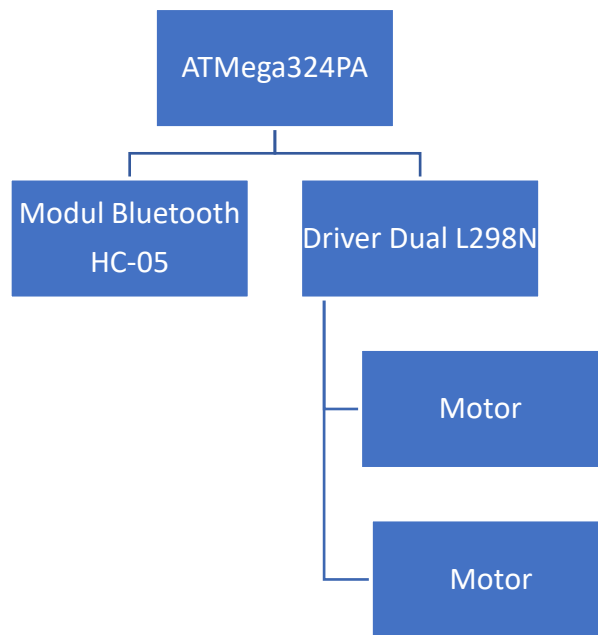 ATMega324PA
Modul Bluetooth
HC-05
Driver Dual L298N
Motor
Motor